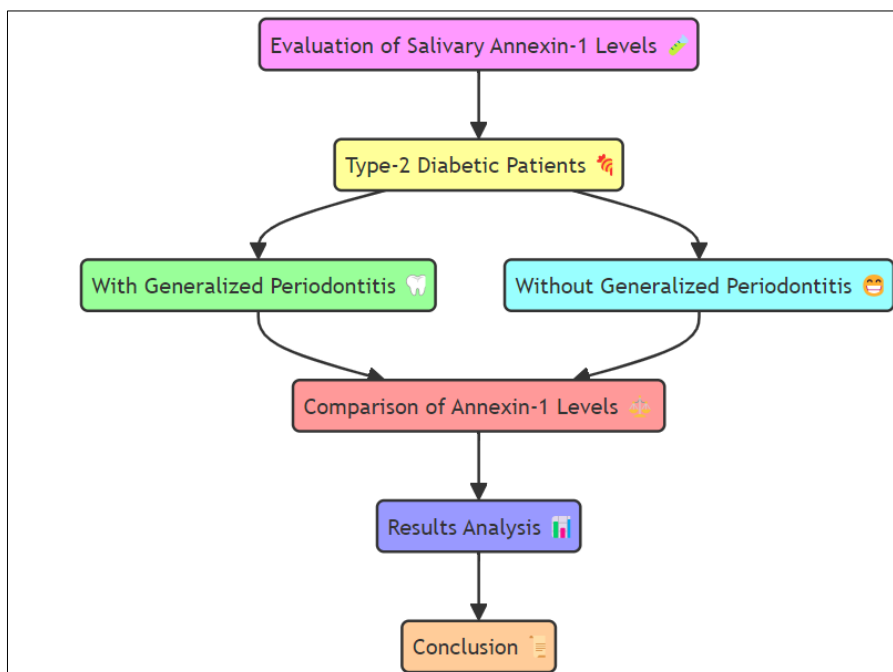 Evaluation of Salivary Annexin-1 Levels
Type-2 Diabetic Patients
With Generalized Periodontitis
Without Generalized Periodontitis
Comparison of Annexin-1 Levels
Results Analysis
Conclusion